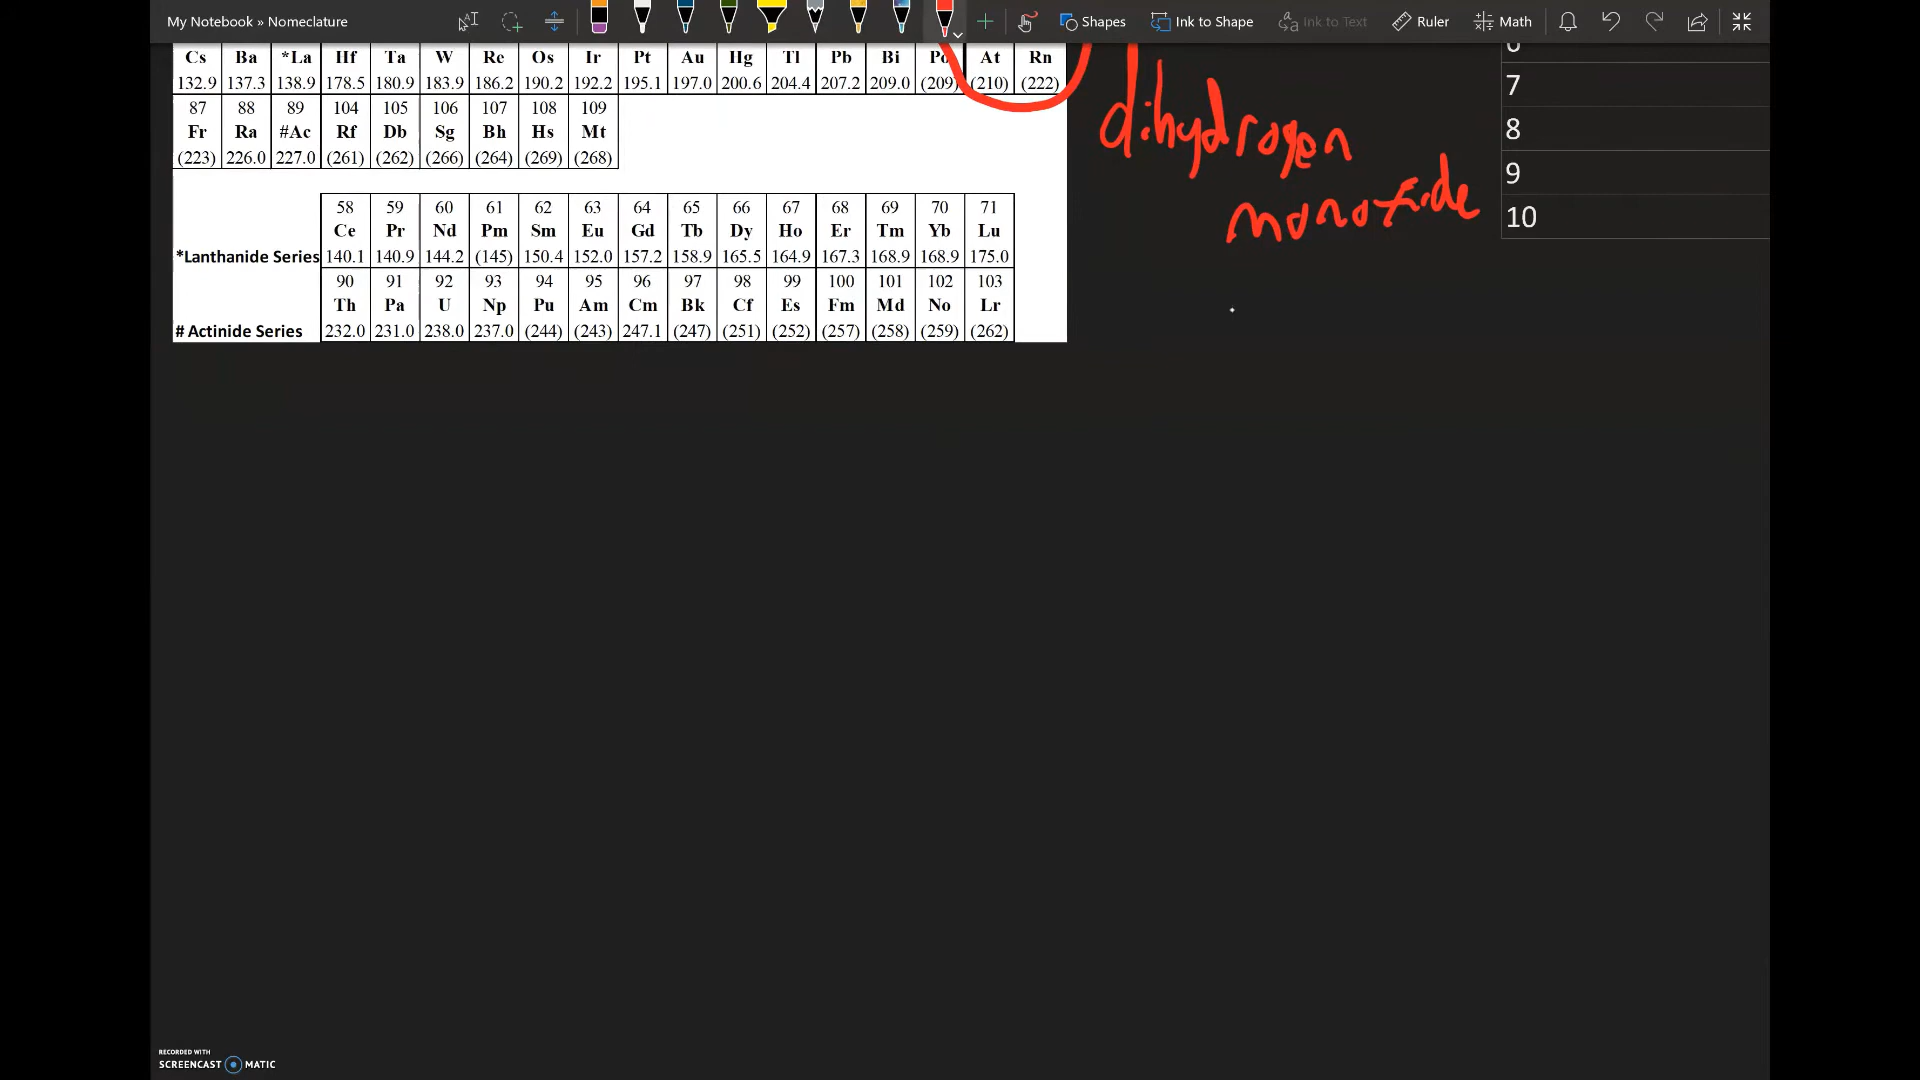 My Notebook » Nomeclature Shapes Ink to Shape Ink to Text Ruler Math
Cs Ba *La Hf Ta W Re Os Ir Pt Au Hg Tl Pb Bi Po At Rn
132.9 137.3 138.9 178.5 180.9 183.9 186.2 190.2 192.2 195.1 197.0 200.6 204.4 207.2 209.0 (209) (210) (222)
87 88 89 104 105 106 107 108 109
Fr Ra #Ac Rf Db Sg Bh Hs Mt
(223) 226.0 227.0 (261) (262) (266) (264) (269) (268)
58 59 60 61 62 63 64 65 66 67 68 69 70 71
Ce Pr Nd Pm Sm Eu Gd Tb Dy Ho Er Tm Yb Lu
*Lanthanide Series 140.1 140.9 144.2 (145) 150.4 152.0 157.2 158.9 165.5 164.9 167.3 168.9 168.9 175.0
90 91 92 93 94 95 96 97 98 99 100 101 102 103
Th Pa U Np Pu Am Cm Bk Cf Es Fm Md No Lr
# Actinide Series 232.0 231.0 238.0 237.0 (244) (243) 247.1 (247) (251) (252) (257) (258) (259) (262)
dihydrogen
monoxide
7
8
9
10
RECORDED WITH
SCREENCAST MATIC